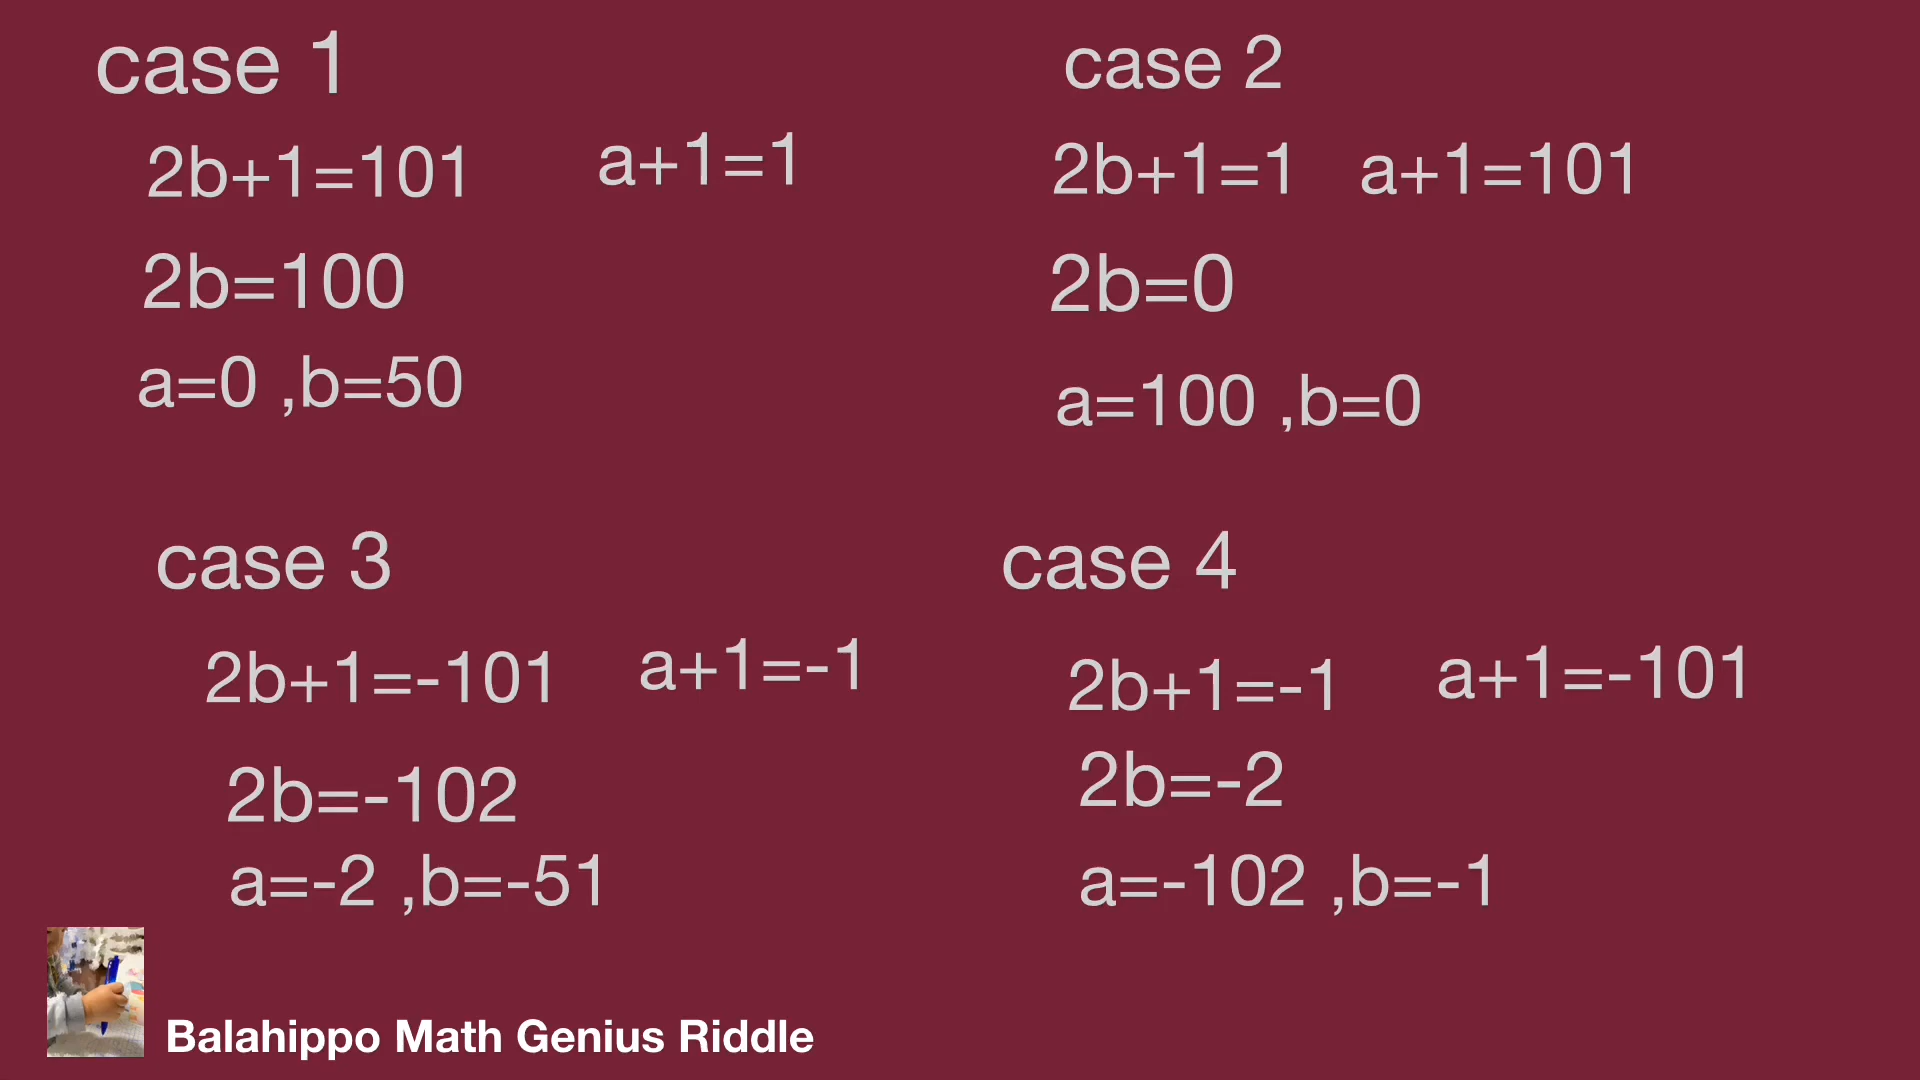 case 1
2b+1=101 a+1=1
2b=100
a=0 ,b=50
case 2
2b+1=1 a+1=101
2b=0
a=100 ,b=0
case 3
2b+1=-101 a+1=-1
2b=-102
a=-2 ,b=-51
case 4
2b+1=-1 a+1=-101
2b=-2
a=-102 ,b=-1
Balahippo Math Genius Riddle